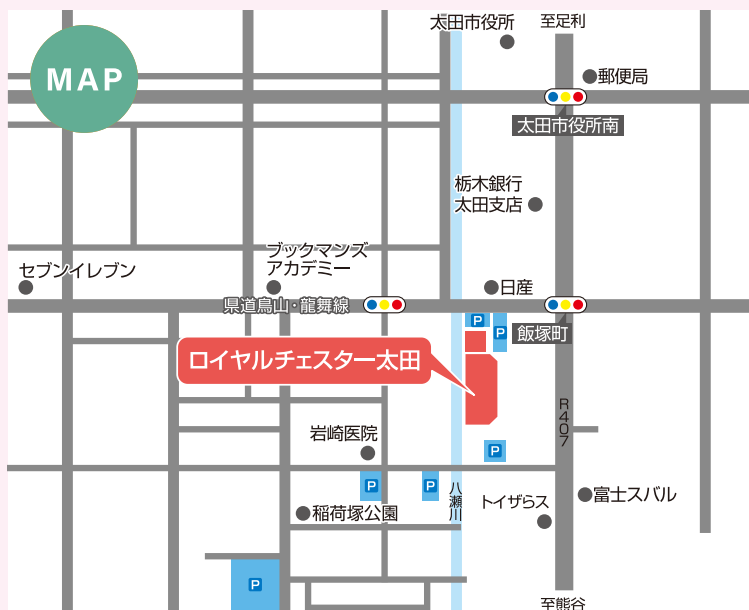 太田市役所
至足利
MAP
郵便局
太田市役所南
栃木銀行
太田支店
ブックマンズ
アカデミー
セブンイレブン
日産
県道鳥山・龍舞線
P
P
飯塚町
ロイヤルチェスター太田
R407
岩崎医院
P
P
P
八瀬川
トイザらス
富士スバル
稲荷塚公園
P
至熊谷